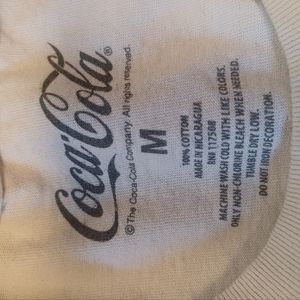 Coca-Cola®
© The Coca-Cola Company. All rights reserved.
M
100% COTTON
MADE IN NICARAGUA
RN# 117508
MACHINE WASH COLD WITH LIKE COLORS,
ONLY NON-CHLORINE BLEACH WHEN NEEDED.
TUMBLE DRY LOW.
DO NOT IRON DECORATION.